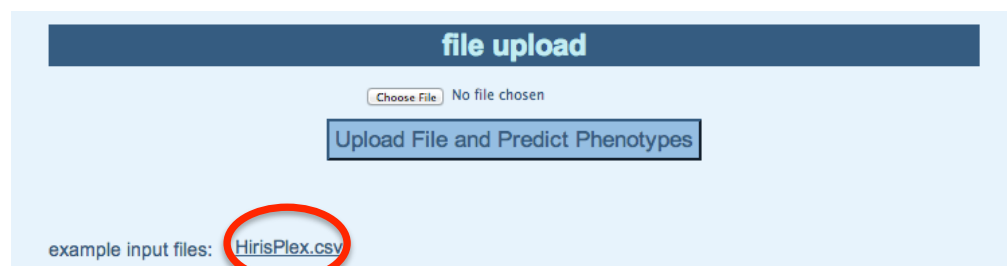 file upload
Choose File No file chosen
Upload File and Predict Phenotypes
example input files: HirisPlex.csv